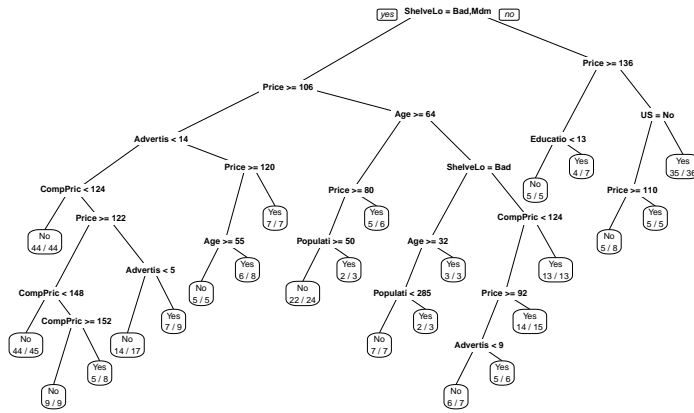 yes ShelveLo = Bad,Mdm no
Price >= 136
Price >= 106
Age >= 64
US = No
Advertis < 14
Educatio < 13
Price >= 120
ShelveLo = Bad
Yes
4 / 7
Yes
35 / 36
CompPric < 124
Price >= 80
No
5 / 5
Price >= 110
Price >= 122
Yes
7 / 7
Yes
5 / 6
CompPric < 124
Yes
5 / 5
No
44 / 44
Age >= 55
Populati >= 50
Age >= 32
No
5 / 8
Advertis < 5
Yes
6 / 8
Yes
2 / 3
Yes
3 / 3
Yes
13 / 13
No
5 / 5
No
22 / 24
CompPric < 148
Populati < 285
Price >= 92
CompPric >= 152
Yes
7 / 9
Yes
2 / 3
Yes
14 / 15
No
44 / 45
No
14 / 17
No
7 / 7
Advertis < 9
Yes
5 / 8
Yes
5 / 6
No
9 / 9
No
6 / 7